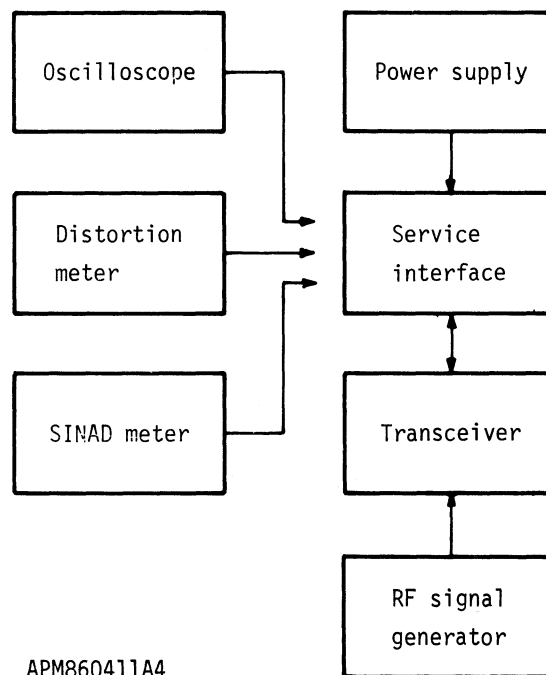 Oscilloscope
Power supply
Distortion
meter
Service
interface
SINAD meter
Transceiver
RF signal
generator
APM860411A4